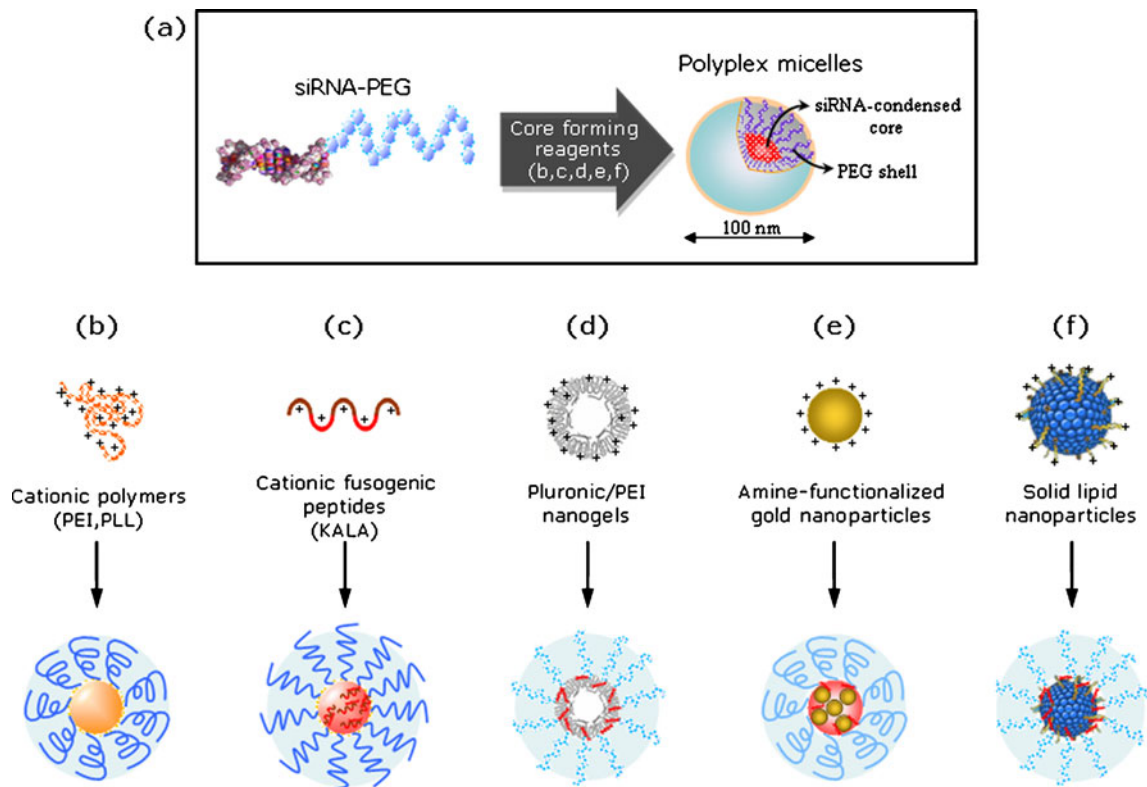 (a)
siRNA-PEG
Core forming
reagents
(b,c,d,e,f)
Polyplex micelles
siRNA-condensed
core
PEG shell
100 nm
(b)
(c)
(d)
(e)
(f)
Cationic polymers
(PEI,PLL)
Cationic fusogenic
peptides
(KALA)
Pluronic/PEI
nanogels
Amine-functionalized
gold nanoparticles
Solid lipid
nanoparticles